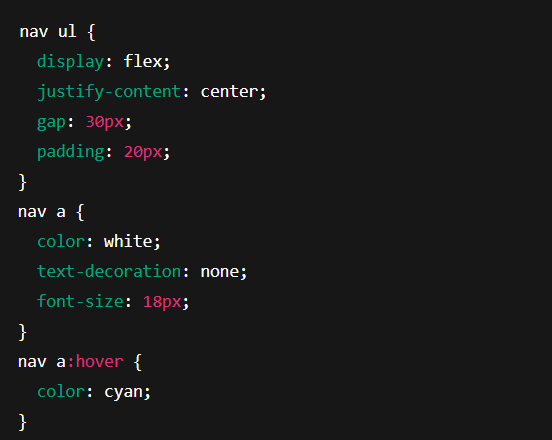 nav ul {
  display: flex;
  justify-content: center;
  gap: 30px;
  padding: 20px;
}
nav a {
  color: white;
  text-decoration: none;
  font-size: 18px;
}
nav a:hover {
  color: cyan;
}